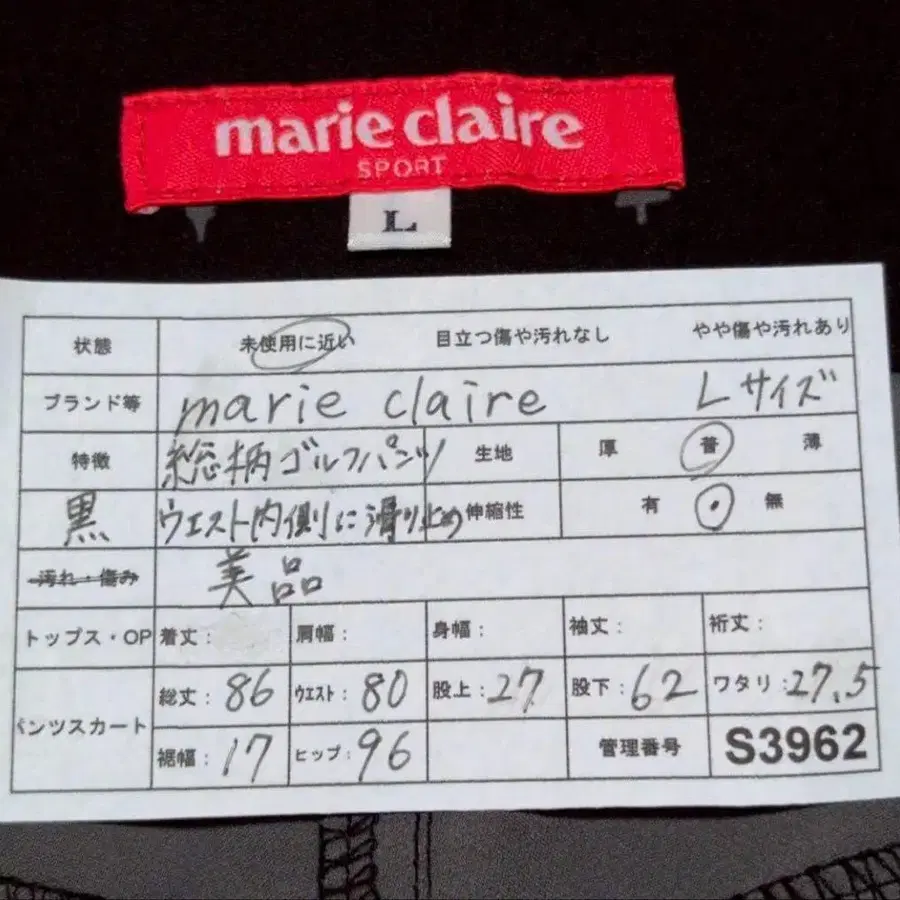 marie claire
SPORT
L
状態 未使用に近い 目立つ傷や汚れなし やや傷や汚れあり
ブランド等 marie claire Lサイズ
特徴 総柄ゴルフパンツ 生地 厚 普 薄
黒 ウエスト内側に滑り止め 伸縮性 有 ・ 無
汚れ・傷み 美品
トップス・OP 着丈: 肩幅: 身幅: 袖丈: 裄丈:
パンツスカート 総丈:86 ウエスト:80 股上:27 股下:62 ワタリ:27.5
裾幅:17 ヒップ:96 管理番号 S3962